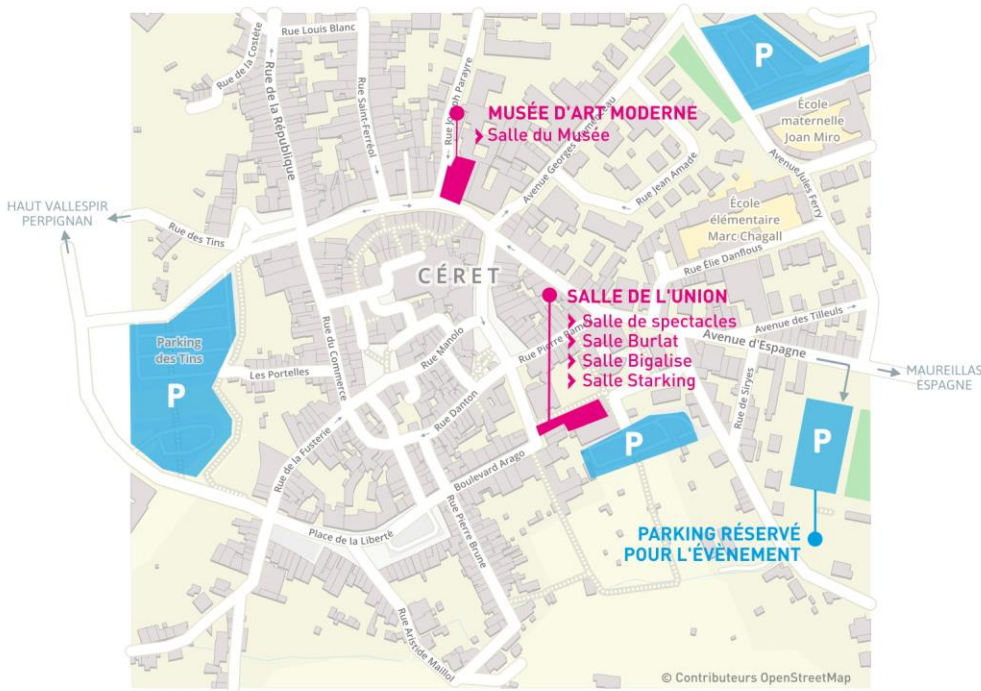 Rue Louis Blanc
Rue de la Costète
Rue de la République
Rue Saint-Ferréol
Rue Joseph Parayre
MUSÉE D'ART MODERNE
Salle du Musée
P
École
maternelle
Joan Miro
Avenue Georges Clemenceau
Rue Jean Amade
Avenue Jules Ferry
HAUT VALLESPIR
PERPIGNAN
Rue des Tins
École
élémentaire
Marc Chagall
Rue Élie Danflous
CÉRET
SALLE DE L'UNION
Salle de spectacles
Salle Burlat
Salle Bigalise
Salle Starking
Avenue des Tilleuls
Avenue d'Espagne
MAUREILLAS
ESPAGNE
Parking
des Tins
P
Les Portelles
Rue du Commerce
Rue Manolo
Rue Pierre Rameil
Rue Danton
Rue de Siryes
P
P
Rue de la Fusterie
Boulevard Arago
Place de la Liberté
Rue Pierre Brune
PARKING RÉSERVÉ
POUR L'ÉVÈNEMENT
Rue Aristide Maillol
© Contributeurs OpenStreetMap